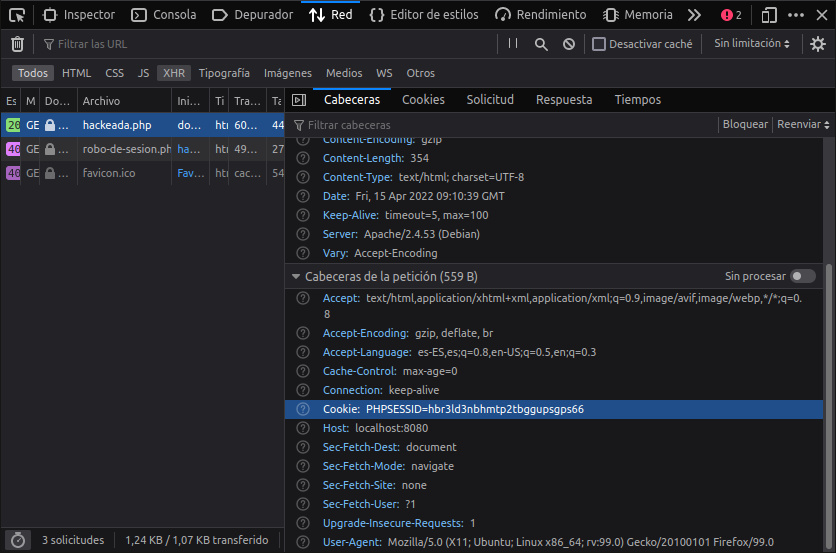 Inspector Consola Depurador Red Editor de estilos Rendimiento Memoria 2
Filtrar las URL Desactivar caché Sin limitación
Todos HTML CSS JS XHR Tipografía Imágenes Medios WS Otros
Es M Do… Archivo Ini… Ti Tra… Ta
20 GE … hackeada.php do… htr 60… 44
40 GE … robo-de-sesion.ph ha… htr 49… 27
40 GE … favicon.ico Fav… htr cac… 54
Cabeceras Cookies Solicitud Respuesta Tiempos
Filtrar cabeceras Bloquear Reenviar
Content-Encoding: gzip
Content-Length: 354
Content-Type: text/html; charset=UTF-8
Date: Fri, 15 Apr 2022 09:10:39 GMT
Keep-Alive: timeout=5, max=100
Server: Apache/2.4.53 (Debian)
Vary: Accept-Encoding
Cabeceras de la petición (559 B) Sin procesar
Accept: text/html,application/xhtml+xml,application/xml;q=0.9,image/avif,image/webp,*/*;q=0.
8
Accept-Encoding: gzip, deflate, br
Accept-Language: es-ES,es;q=0.8,en-US;q=0.5,en;q=0.3
Cache-Control: max-age=0
Connection: keep-alive
Cookie: PHPSESSID=hbr3ld3nbhmtp2tbggupsgps66
Host: localhost:8080
Sec-Fetch-Dest: document
Sec-Fetch-Mode: navigate
Sec-Fetch-Site: none
Sec-Fetch-User: ?1
Upgrade-Insecure-Requests: 1
User-Agent: Mozilla/5.0 (X11; Ubuntu; Linux x86_64; rv:99.0) Gecko/20100101 Firefox/99.0
3 solicitudes 1,24 KB / 1,07 KB transferido